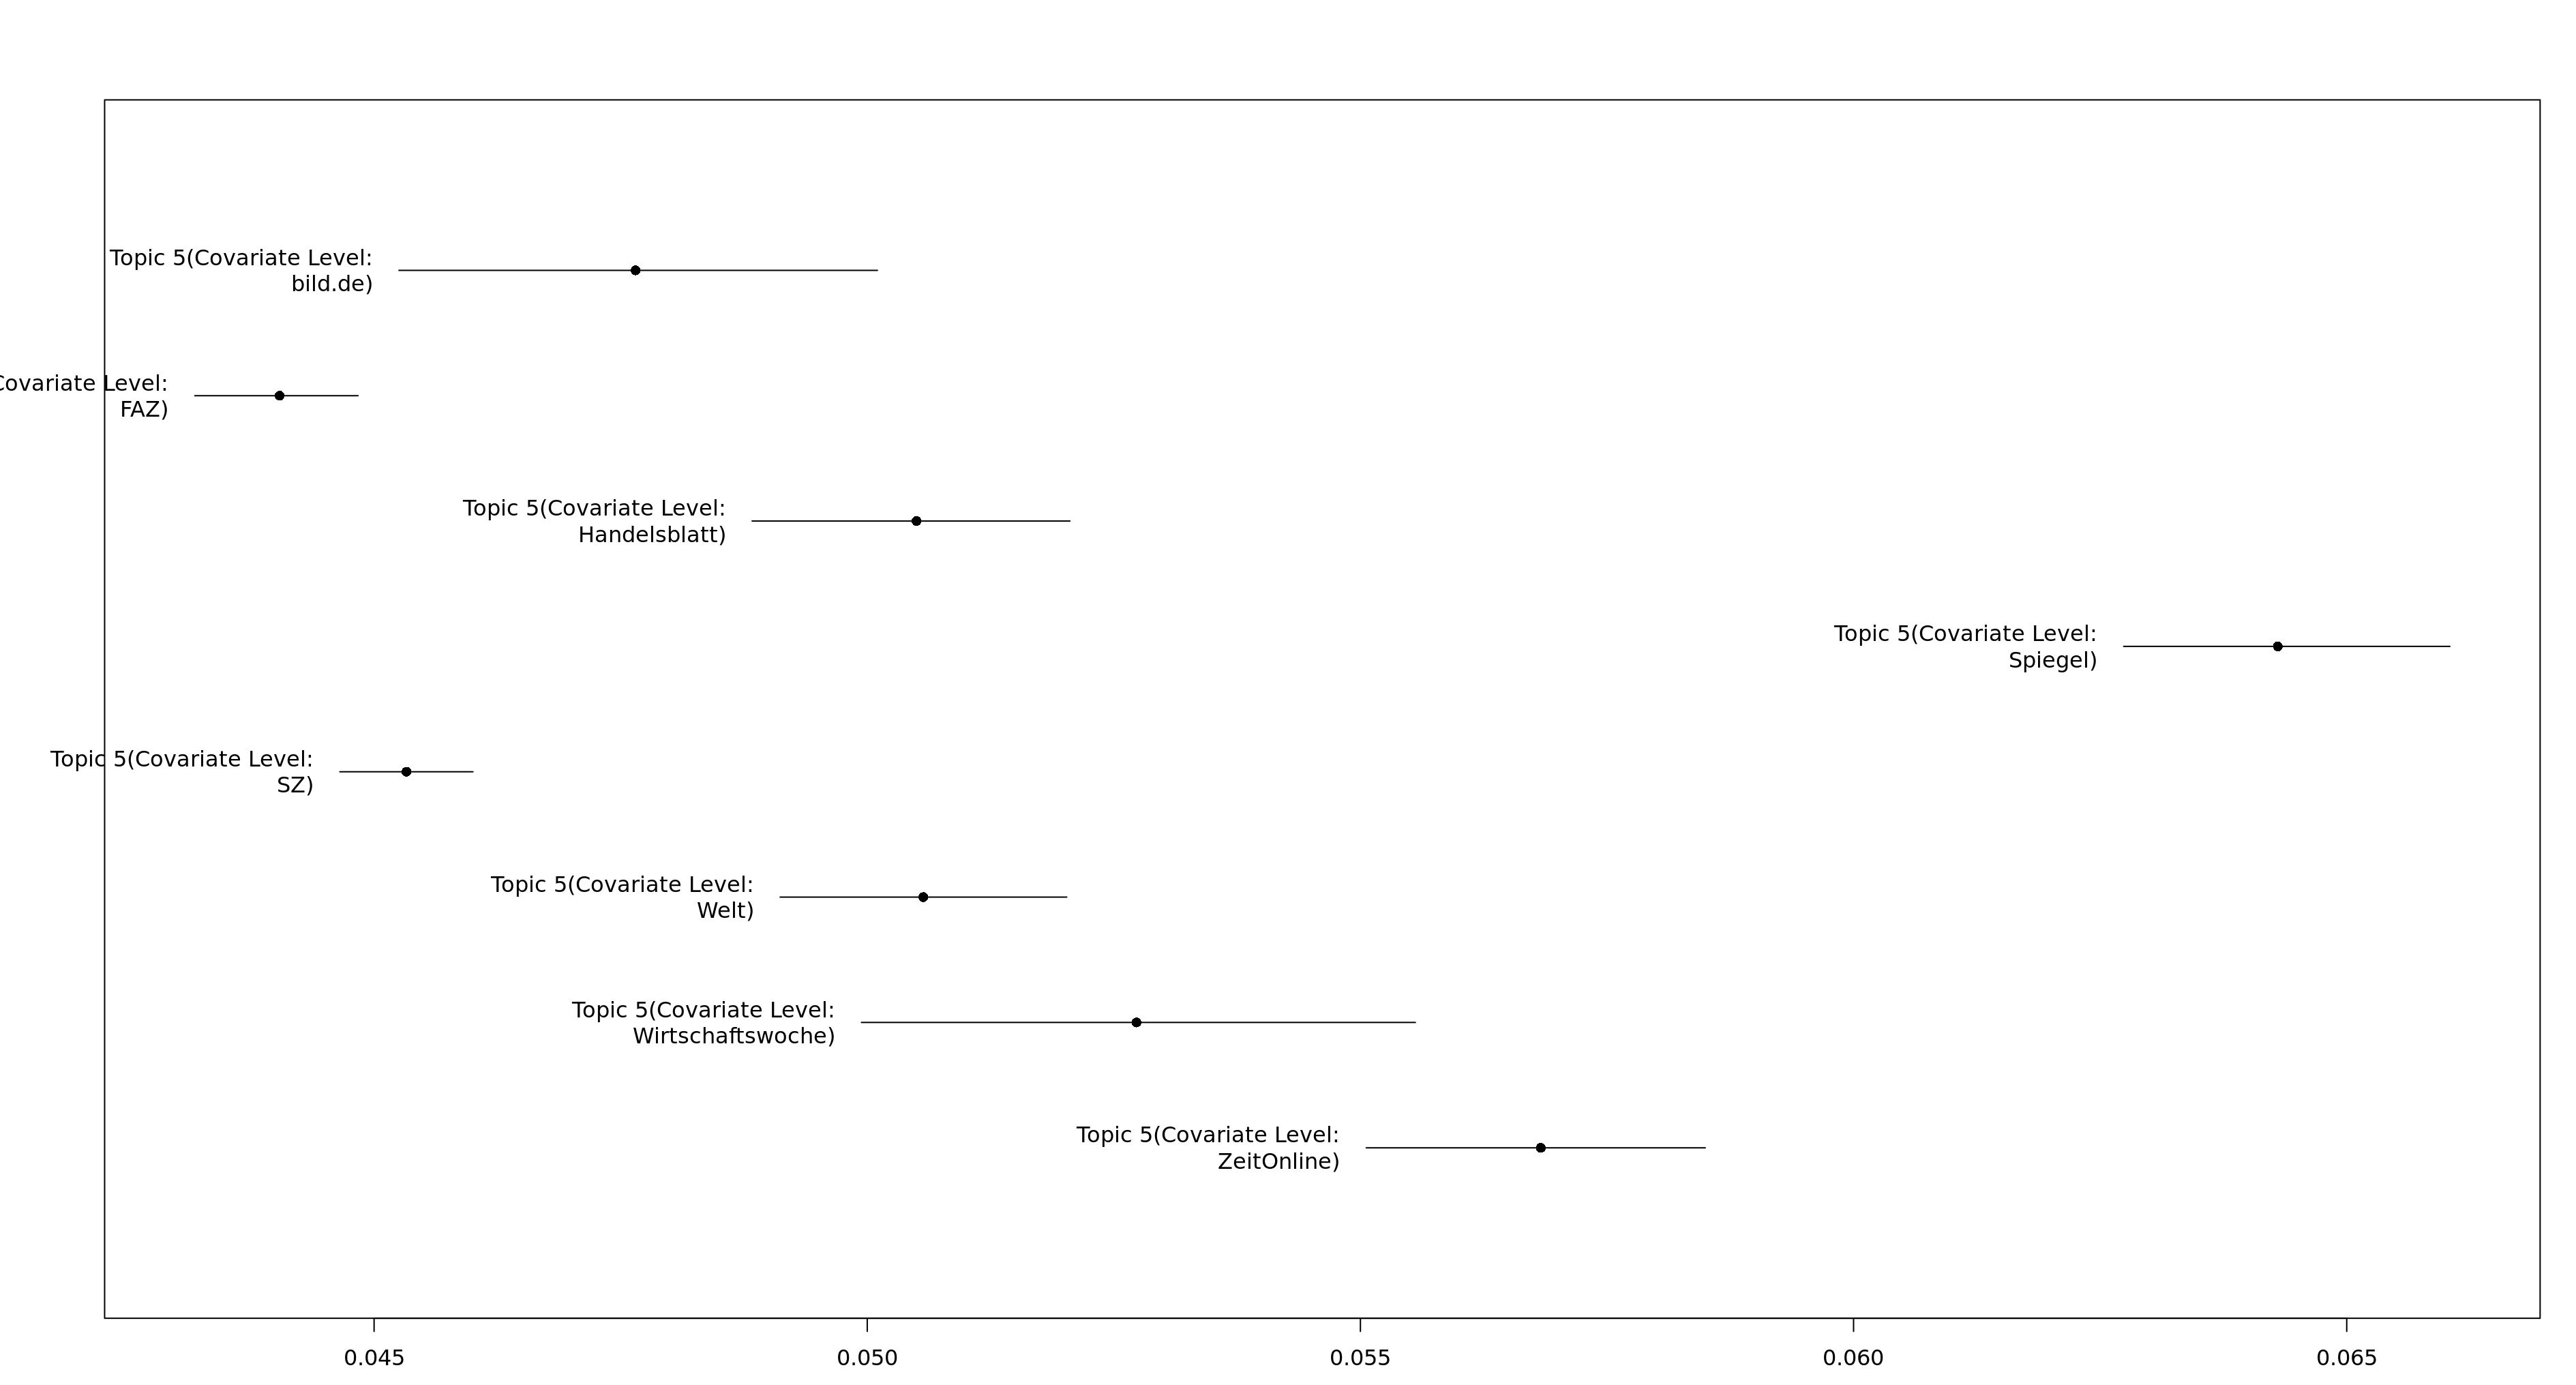 Topic 5(Covariate Level:
bild.de)
Covariate Level:
FAZ)
Topic 5(Covariate Level:
Handelsblatt)
Topic 5(Covariate Level:
Spiegel)
Topic 5(Covariate Level:
SZ)
Topic 5(Covariate Level:
Welt)
Topic 5(Covariate Level:
Wirtschaftswoche)
Topic 5(Covariate Level:
ZeitOnline)
0.045 0.050 0.055 0.060 0.065